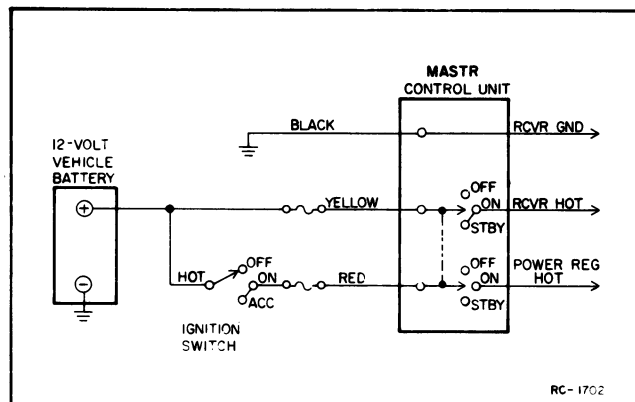 MASTR
CONTROL UNIT
BLACK
RCVR GND
12-VOLT
VEHICLE
BATTERY
+
YELLOW
OFF
ON
STBY
RCVR HOT
HOT
OFF
ON
ACC
RED
OFF
ON
STBY
POWER REG
HOT
−
IGNITION
SWITCH
RC-1702